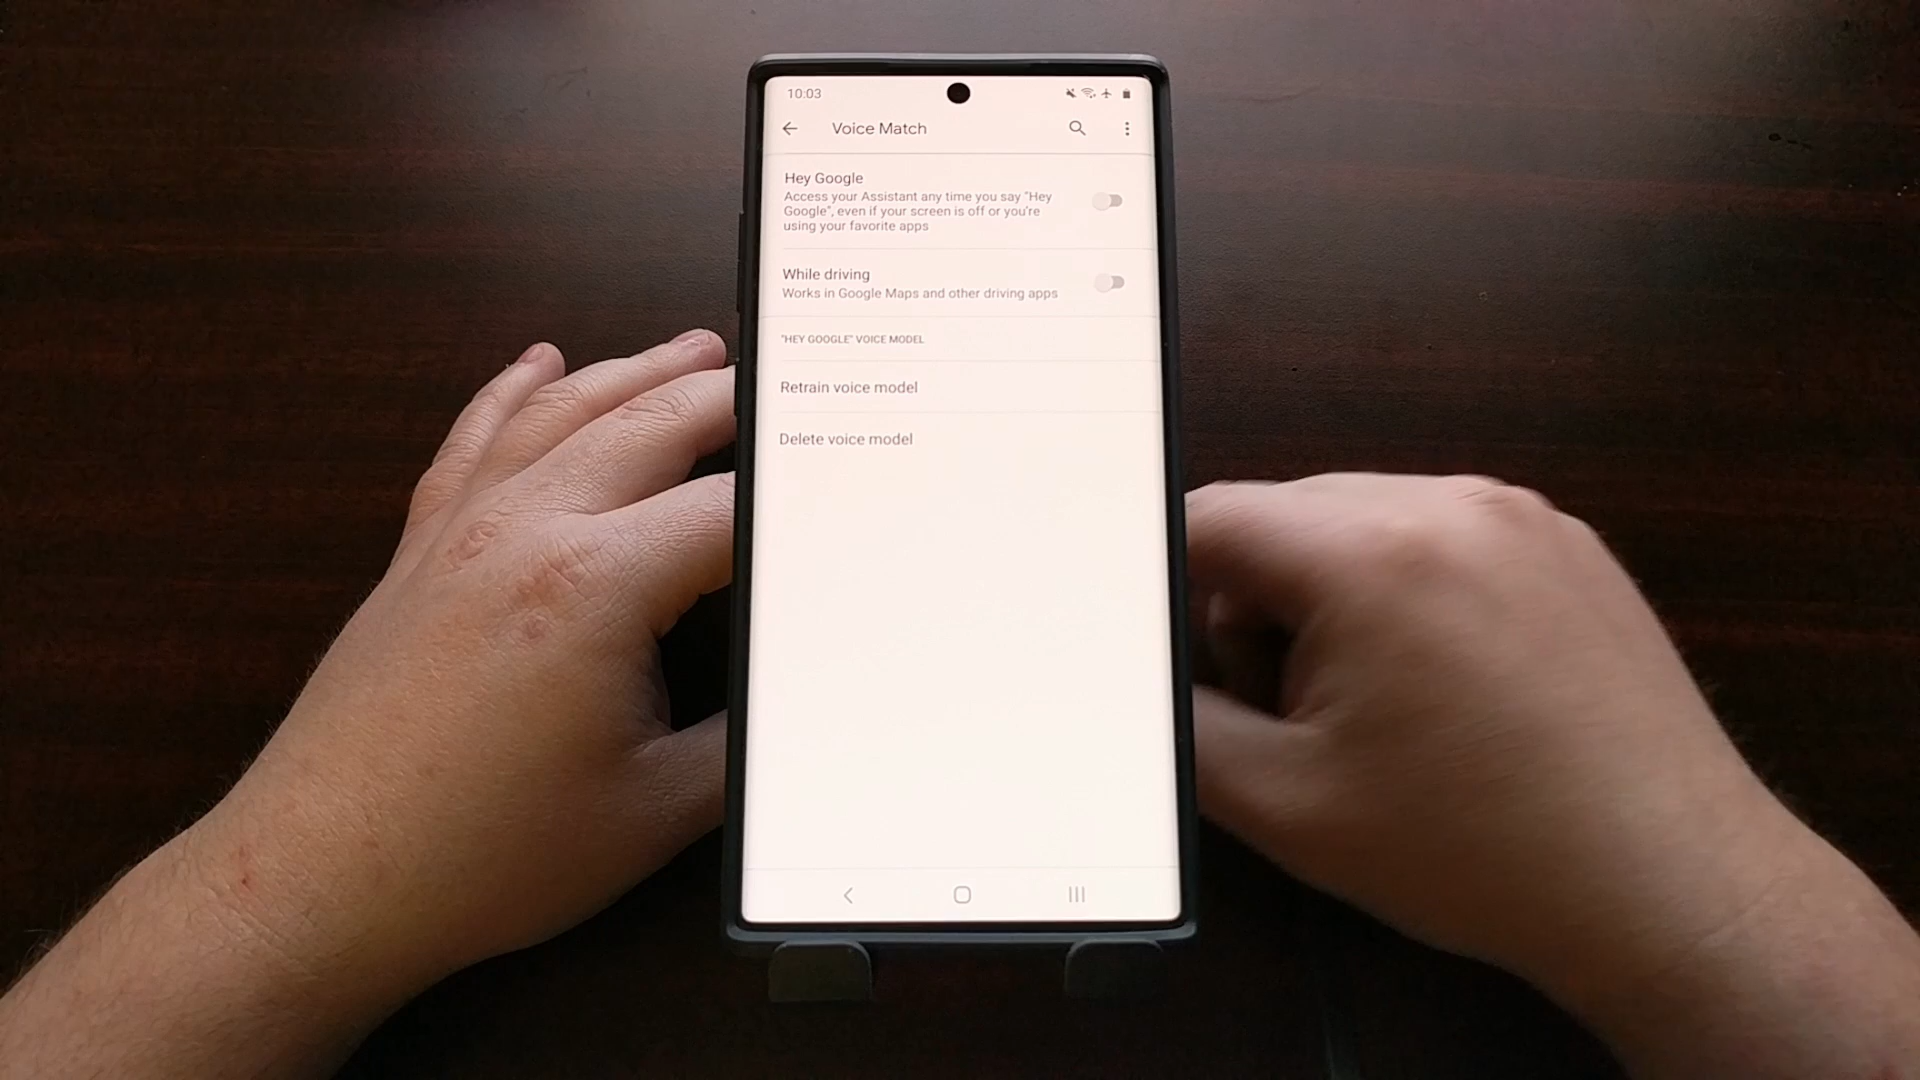 10:03
Voice Match
Hey Google
Access your Assistant any time you say "Hey
Google", even if your screen is off or you're
using your favorite apps
While driving
Works in Google Maps and other driving apps
"HEY GOOGLE" VOICE MODEL
Retrain voice model
Delete voice model